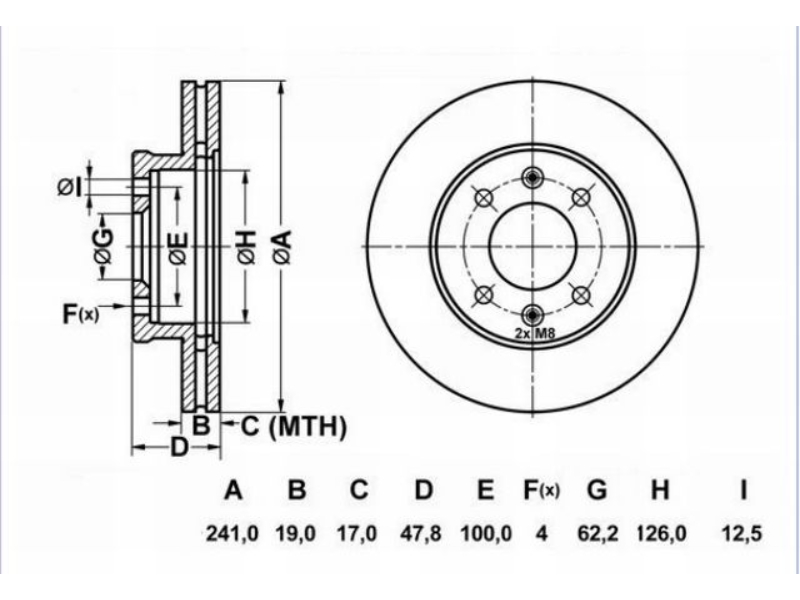 ØI
ØG
ØE
ØH
ØA
F(x)
2x M8
B
C (MTH)
D
A B C D E F(x) G H I
241,0 19,0 17,0 47,8 100,0 4 62,2 126,0 12,5